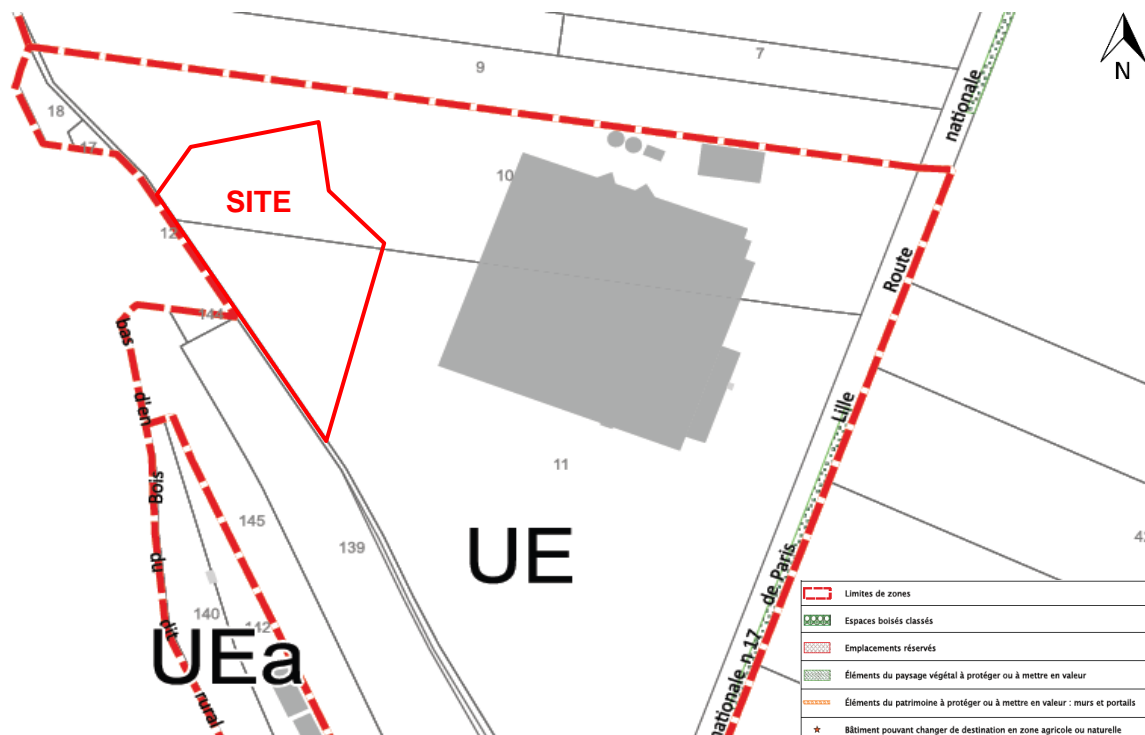 N
7
9
nationale
18
17
10
SITE
12
Route
144
bas
d'en
Bois
du
dit
rural
Lille
11
145
139
UE
de Paris
nationale n 17
140
142
UEa
Limites de zones
Espaces boisés classés
Emplacements réservés
Éléments du paysage végétal à protéger ou à mettre en valeur
Éléments du patrimoine à protéger ou à mettre en valeur : murs et portails
Bâtiment pouvant changer de destination en zone agricole ou naturelle